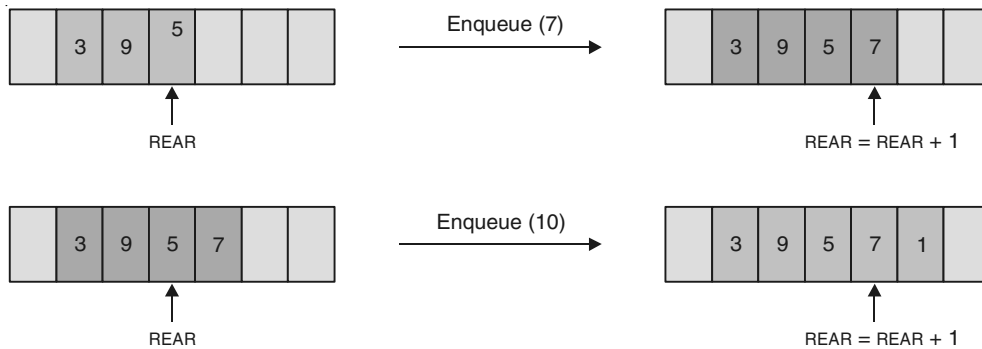 3 9 5 Enqueue (7) 3 9 5 7
REAR REAR = REAR + 1
3 9 5 7 Enqueue (10) 3 9 5 7 1
REAR REAR = REAR + 1